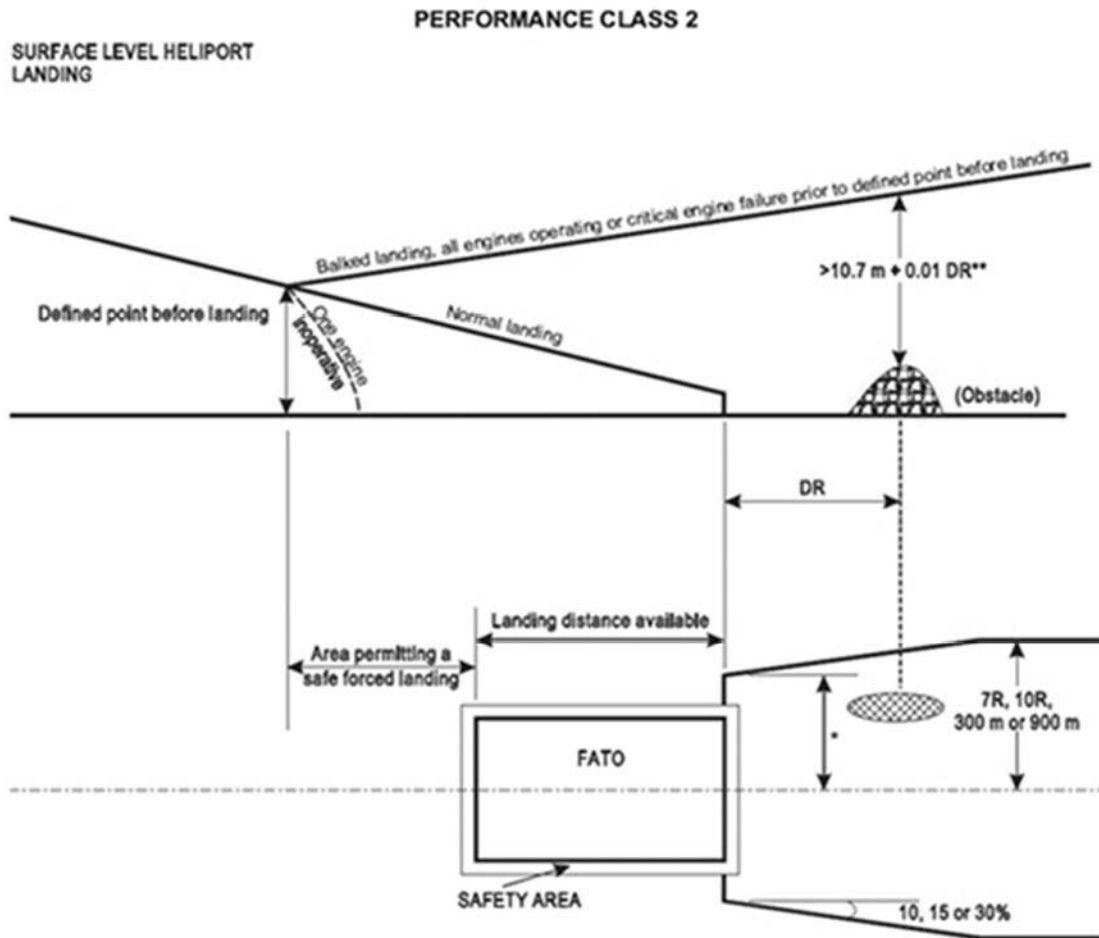 PERFORMANCE CLASS 2
SURFACE LEVEL HELIPORT
LANDING
Balked landing, all engines operating or critical engine failure prior to defined point before landing
>10.7 m + 0.01 DR**
Defined point before landing
One engine
inoperative
Normal landing
(Obstacle)
DR
Landing distance available
Area permitting a
safe forced landing
7R, 10R,
300 m or 900 m
*
FATO
SAFETY AREA
10, 15 or 30%